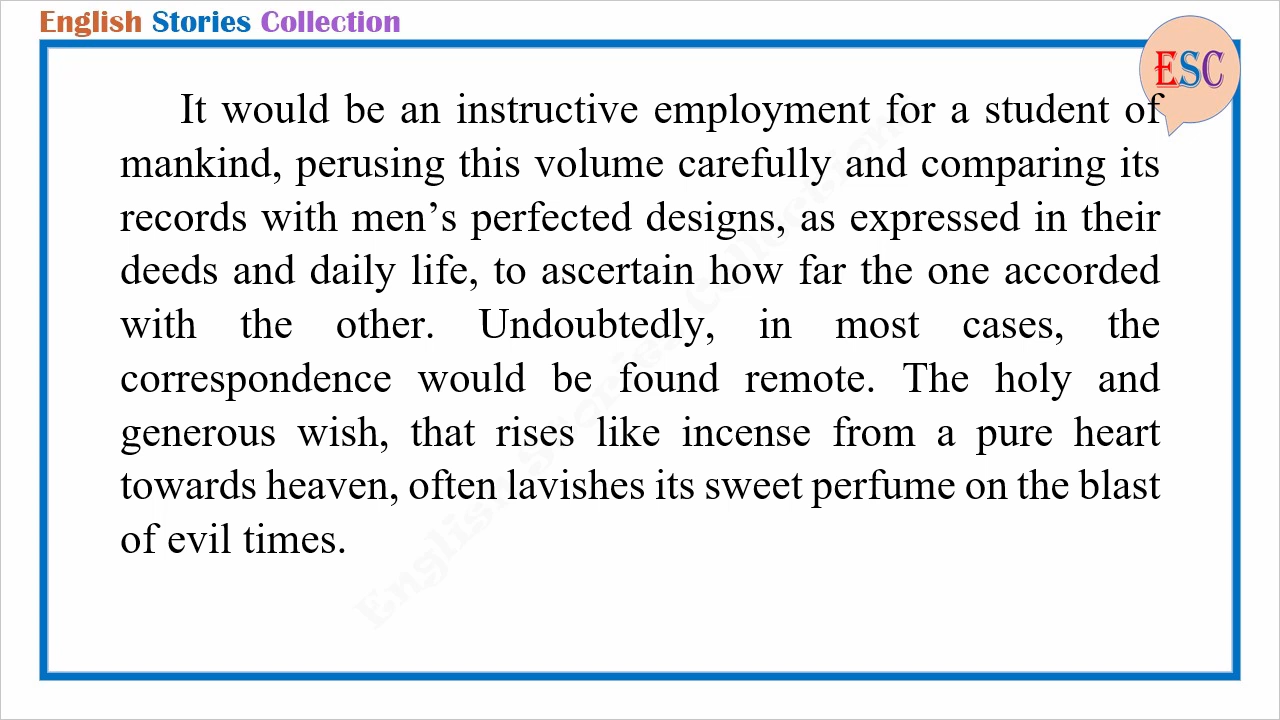 English Stories Collection
ESC
It would be an instructive employment for a student of
mankind, perusing this volume carefully and comparing its
records with men’s perfected designs, as expressed in their
deeds and daily life, to ascertain how far the one accorded
with the other. Undoubtedly, in most cases, the
correspondence would be found remote. The holy and
generous wish, that rises like incense from a pure heart
towards heaven, often lavishes its sweet perfume on the blast
of evil times.
English Stories Collection